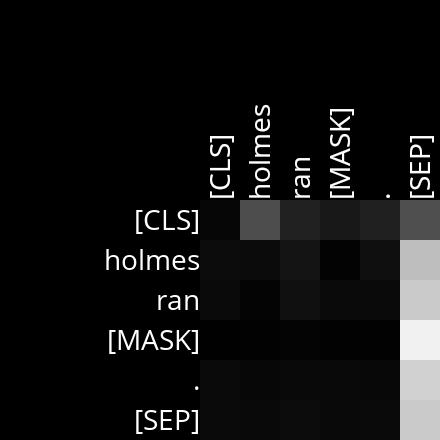 [CLS] holmes ran [MASK] . [SEP]
[CLS]
holmes
ran
[MASK]
.
[SEP]